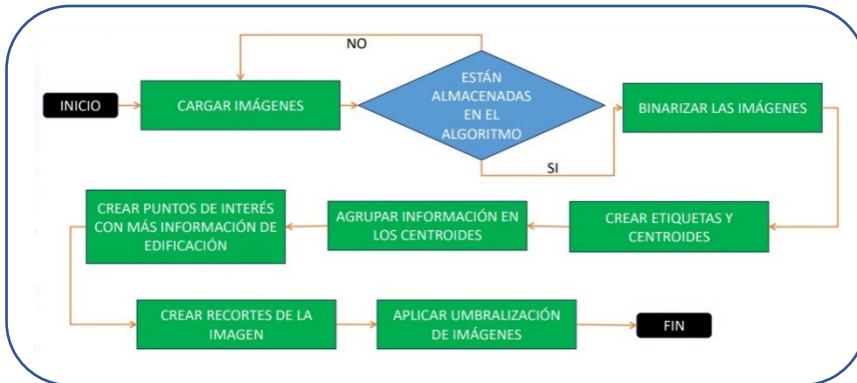 NO
INICIO
CARGAR IMÁGENES
ESTÁN
ALMACENADAS
EN EL
ALGORITMO
SI
BINARIZAR LAS IMÁGENES
CREAR PUNTOS DE INTERÉS
CON MÁS INFORMACIÓN DE
EDIFICACIÓN
AGRUPAR INFORMACIÓN EN
LOS CENTROIDES
CREAR ETIQUETAS Y
CENTROIDES
CREAR RECORTES DE LA
IMAGEN
APLICAR UMBRALIZACIÓN
DE IMÁGENES
FIN